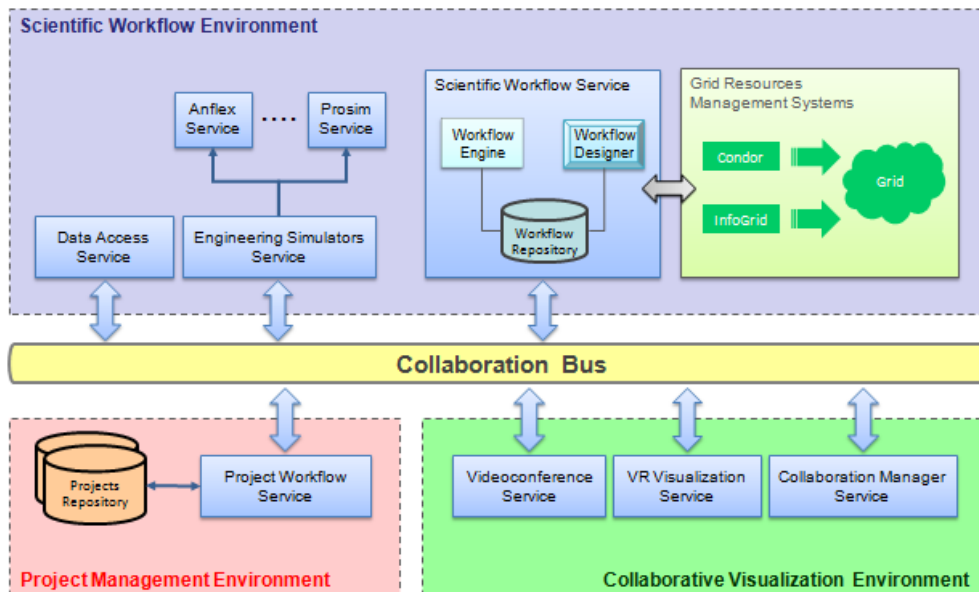 Scientific Workflow Environment
Anflex
Service
....
Prosim
Service
Data Access
Service
Engineering Simulators
Service
Scientific Workflow Service
Workflow
Engine
Workflow
Designer
Workflow
Repository
Grid Resources
Management Systems
Condor
InfoGrid
Grid
Collaboration Bus
Projects
Repository
Project Workflow
Service
Project Management Environment
Videoconference
Service
VR Visualization
Service
Collaboration Manager
Service
Collaborative Visualization Environment